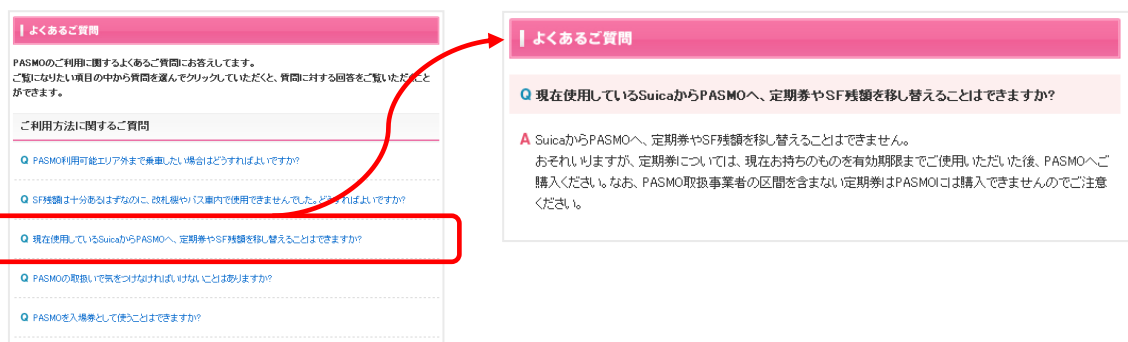 よくあるご質問
PASMOのご利用に関するよくあるご質問にお答えしてます。
ご覧になりたい項目の中から質問を選んでクリックしていただくと、質問に対する回答をご覧いただくこと
ができます。
ご利用方法に関するご質問
Q PASMO利用可能エリア外まで乗車したい場合はどうすればよいですか?
Q SF残額は十分あるはずなのに、改札機やバス車内で使用できませんでした。どうすればよいですか?
Q 現在使用しているSuicaからPASMOへ、定期券やSF残額を移し替えることはできますか?
Q PASMOの取扱いで気をつけなければいけないことはありますか?
Q PASMOを入場券として使うことはできますか?
よくあるご質問
Q 現在使用しているSuicaからPASMOへ、定期券やSF残額を移し替えることはできますか?
A SuicaからPASMOへ、定期券やSF残額を移し替えることはできません。
おそれいりますが、定期券については、現在お持ちのものを有効期限までご使用いただいた後、PASMOへご
購入ください。なお、PASMO取扱事業者の区間を含まない定期券はPASMOには購入できませんのでご注意
ください。